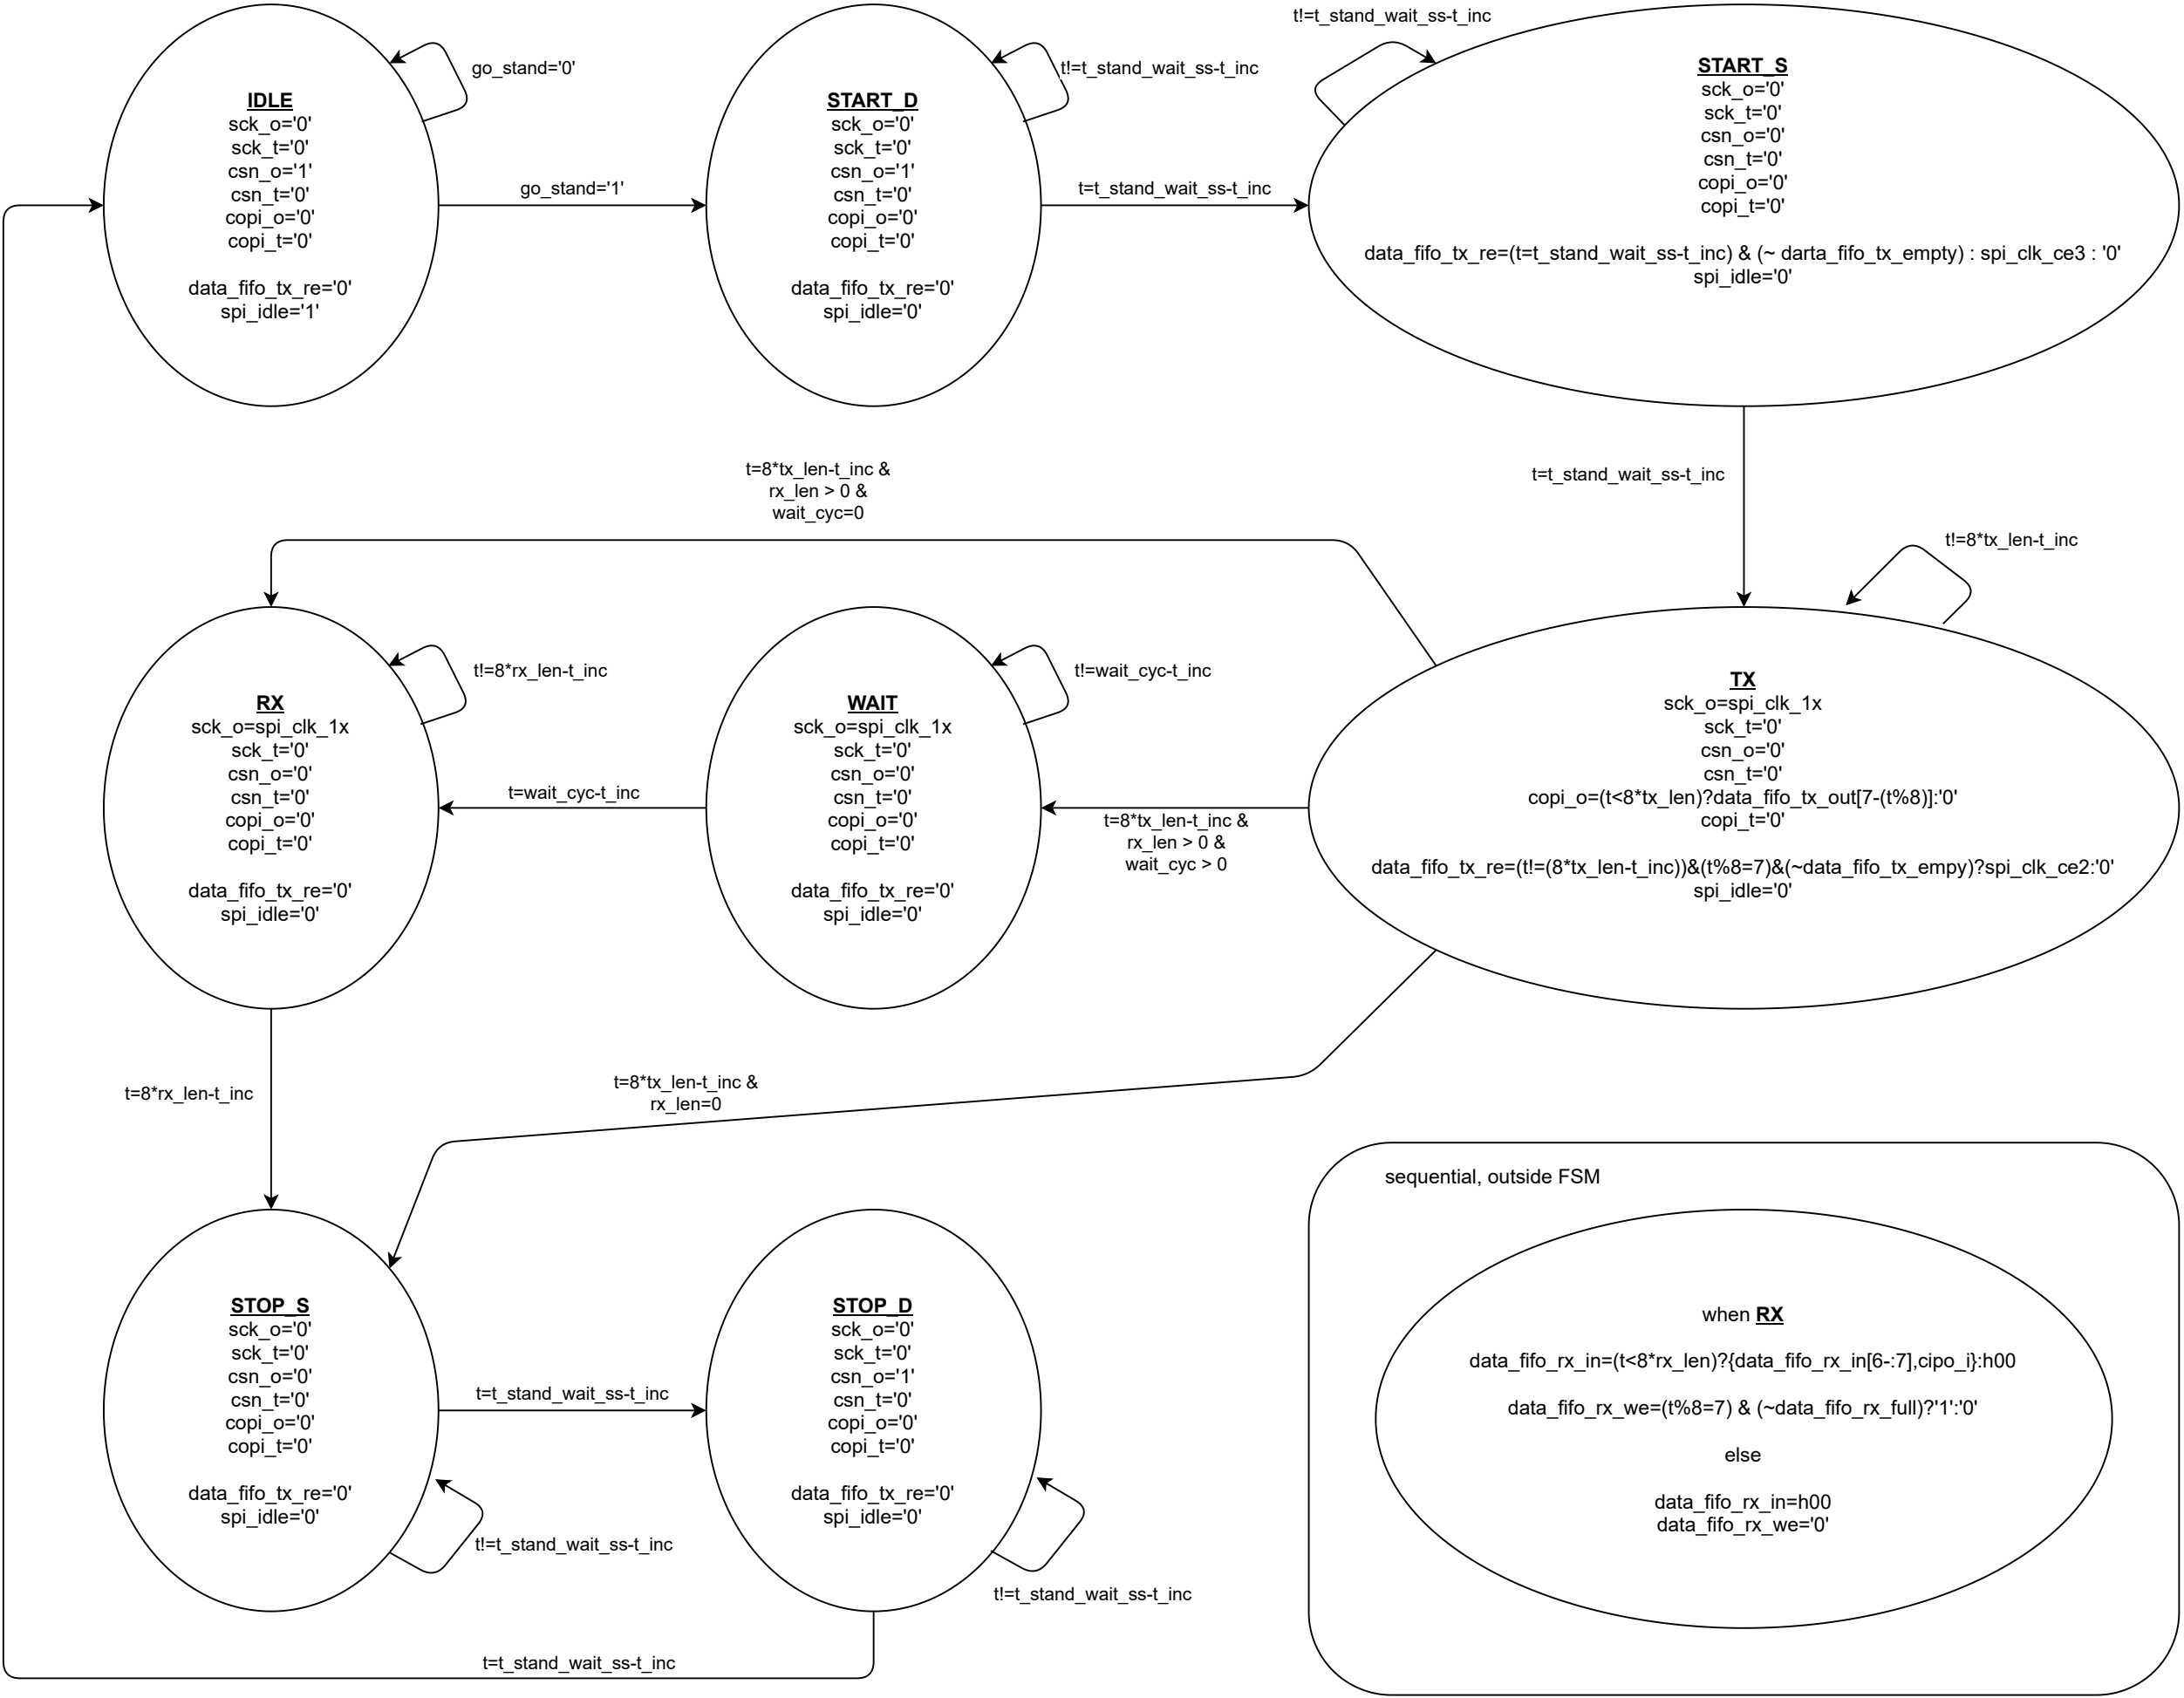 IDLE
sck_o='0'
sck_t='0'
csn_o='1'
csn_t='0'
copi_o='0'
copi_t='0'
data_fifo_tx_re='0'
spi_idle='1'
go_stand='0'
go_stand='1'
START_D
sck_o='0'
sck_t='0'
csn_o='1'
csn_t='0'
copi_o='0'
copi_t='0'
data_fifo_tx_re='0'
spi_idle='0'
t!=t_stand_wait_ss-t_inc
t=t_stand_wait_ss-t_inc
t!=t_stand_wait_ss-t_inc
START_S
sck_o='0'
sck_t='0'
csn_o='0'
csn_t='0'
copi_o='0'
copi_t='0'
data_fifo_tx_re=(t=t_stand_wait_ss-t_inc) & (~ darta_fifo_tx_empty) : spi_clk_ce3 : '0'
spi_idle='0'
t=t_stand_wait_ss-t_inc
t=8*tx_len-t_inc &
rx_len > 0 &
wait_cyc=0
t!=8*tx_len-t_inc
RX
sck_o=spi_clk_1x
sck_t='0'
csn_o='0'
csn_t='0'
copi_o='0'
copi_t='0'
data_fifo_tx_re='0'
spi_idle='0'
t!=8*rx_len-t_inc
t=wait_cyc-t_inc
WAIT
sck_o=spi_clk_1x
sck_t='0'
csn_o='0'
csn_t='0'
copi_o='0'
copi_t='0'
data_fifo_tx_re='0'
spi_idle='0'
t!=wait_cyc-t_inc
t=8*tx_len-t_inc &
rx_len > 0 &
wait_cyc > 0
TX
sck_o=spi_clk_1x
sck_t='0'
csn_o='0'
csn_t='0'
copi_o=(t<8*tx_len)?data_fifo_tx_out[7-(t%8)]:'0'
copi_t='0'
data_fifo_tx_re=(t!=(8*tx_len-t_inc))&(t%8=7)&(~data_fifo_tx_empy)?spi_clk_ce2:'0'
spi_idle='0'
t=8*rx_len-t_inc
t=8*tx_len-t_inc &
rx_len=0
STOP_S
sck_o='0'
sck_t='0'
csn_o='0'
csn_t='0'
copi_o='0'
copi_t='0'
data_fifo_tx_re='0'
spi_idle='0'
t=t_stand_wait_ss-t_inc
t!=t_stand_wait_ss-t_inc
STOP_D
sck_o='0'
sck_t='0'
csn_o='1'
csn_t='0'
copi_o='0'
copi_t='0'
data_fifo_tx_re='0'
spi_idle='0'
t!=t_stand_wait_ss-t_inc
t=t_stand_wait_ss-t_inc
sequential, outside FSM
when RX
data_fifo_rx_in=(t<8*rx_len)?{data_fifo_rx_in[6-:7],cipo_i}:h00
data_fifo_rx_we=(t%8=7) & (~data_fifo_rx_full)?'1':'0'
else
data_fifo_rx_in=h00
data_fifo_rx_we='0'